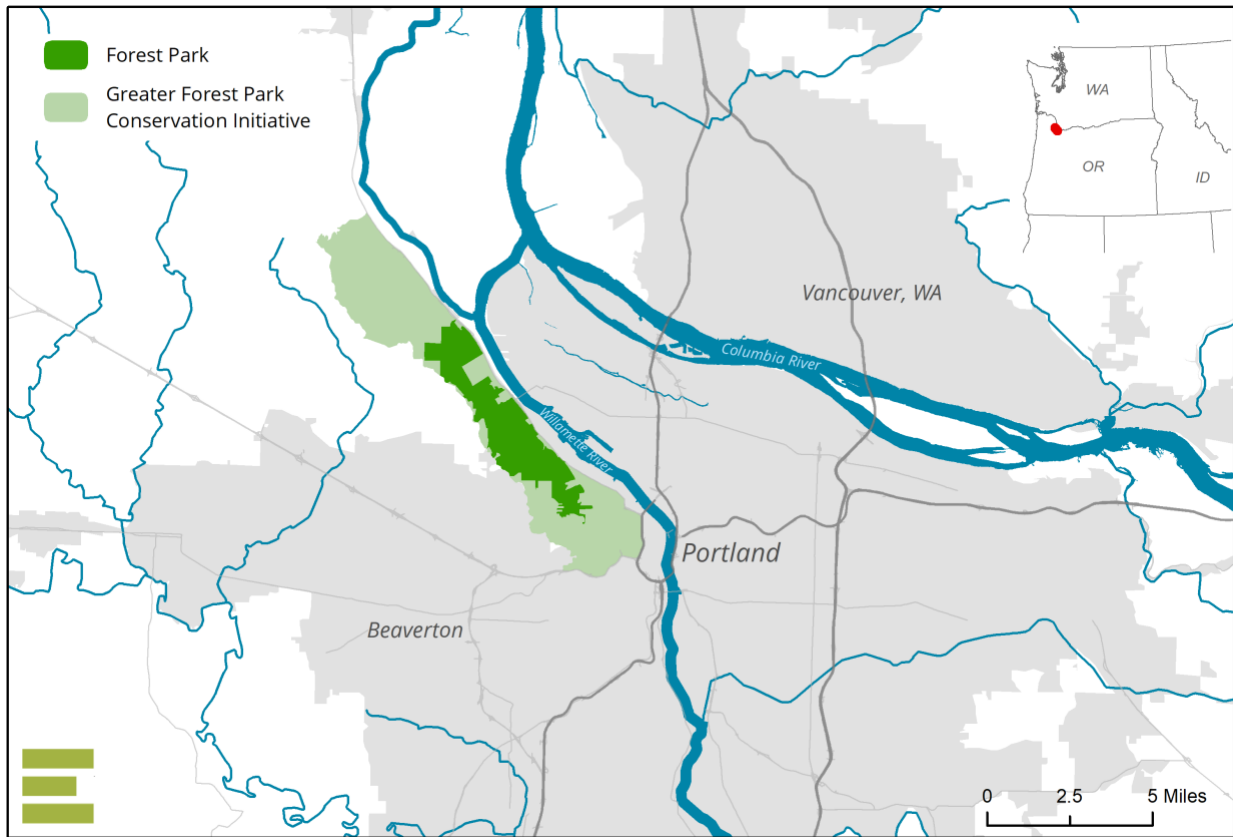 Forest Park
Greater Forest Park
Conservation Initiative
WA
OR
ID
Vancouver, WA
Columbia River
Willamette River
Portland
Beaverton
0 2.5 5 Miles